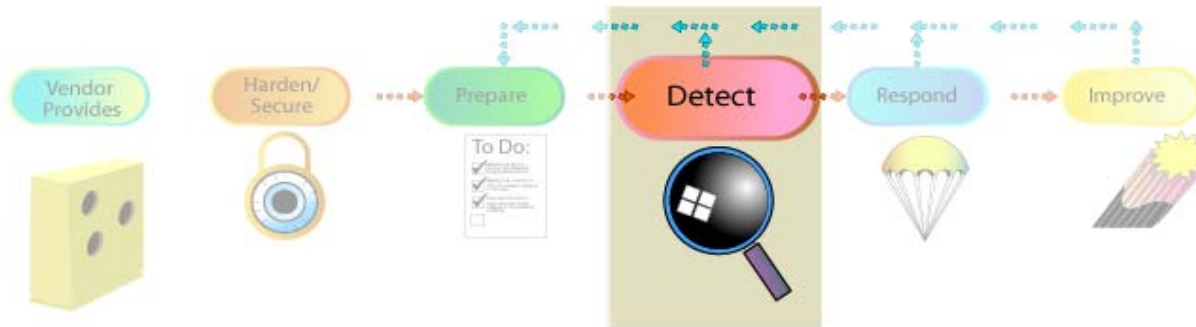 Vendor
Provides
Harden/
Secure
Prepare
Detect
Respond
Improve
To Do: